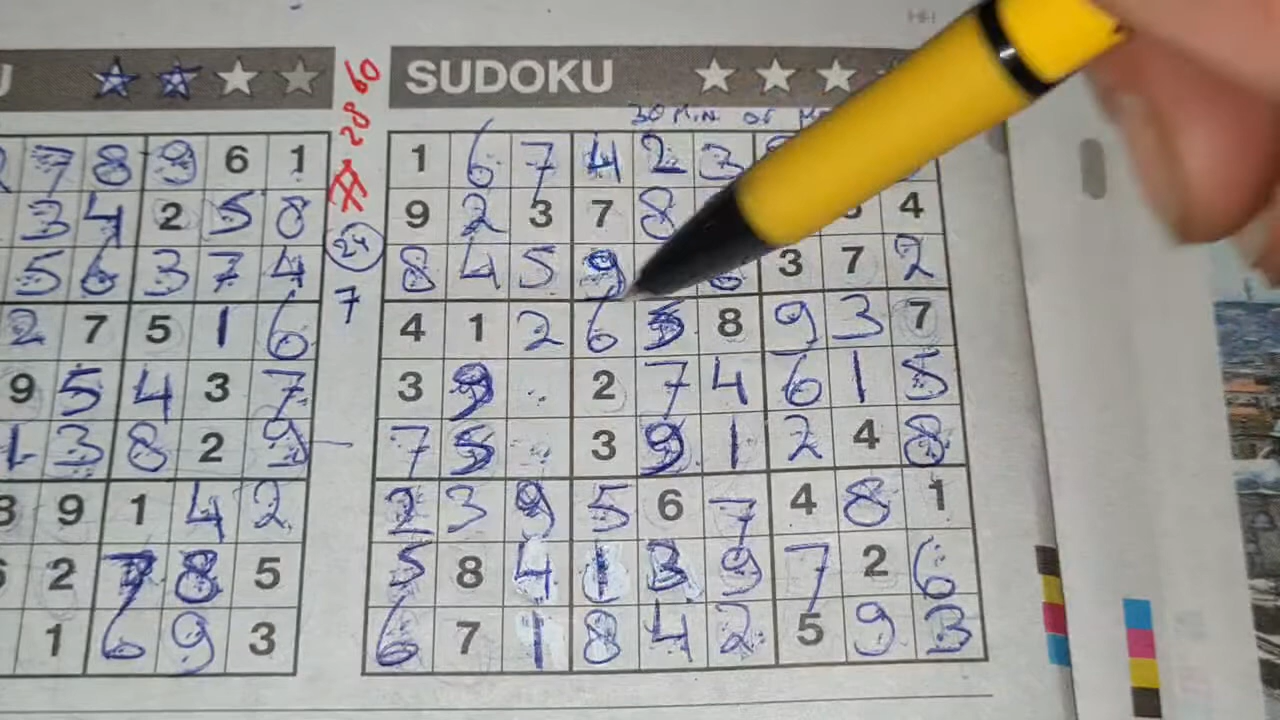 U SUDOKU
# 2860
30 MIN OF
7 8 9 6 1 1 6 7 4 2 3
3 4 2 5 8 9 2 3 7 8 4
24
5 6 3 7 4 8 4 5 9 3 7 2
7
2 7 5 1 6 4 1 2 6 5 8 9 3 7
9 5 4 3 7 3 9 2 7 4 6 1 5
1 3 8 2 9 7 5 3 9 1 2 4 8
9 1 4 2 2 3 9 5 6 7 4 8 1
2 7 8 5 5 8 4 1 3 9 7 2 6
1 6 9 3 6 7 1 8 4 2 5 9 3